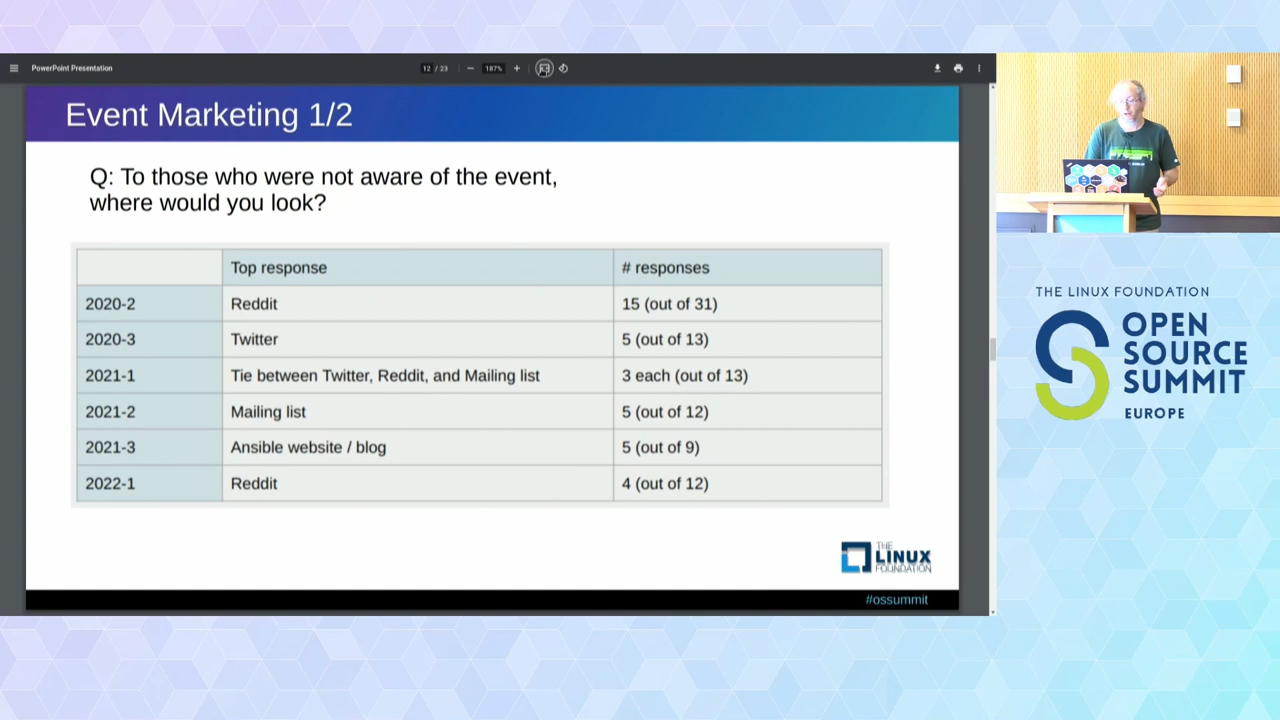 PowerPoint Presentation
12 / 23
187%
Event Marketing 1/2
Q: To those who were not aware of the event,
where would you look?
Top response # responses
2020-2 Reddit 15 (out of 31)
2020-3 Twitter 5 (out of 13)
2021-1 Tie between Twitter, Reddit, and Mailing list 3 each (out of 13)
2021-2 Mailing list 5 (out of 12)
2021-3 Ansible website / blog 5 (out of 9)
2022-1 Reddit 4 (out of 12)
THE
LINUX
FOUNDATION
#ossummit
THE LINUX FOUNDATION
OPEN
SOURCE
SUMMIT
EUROPE